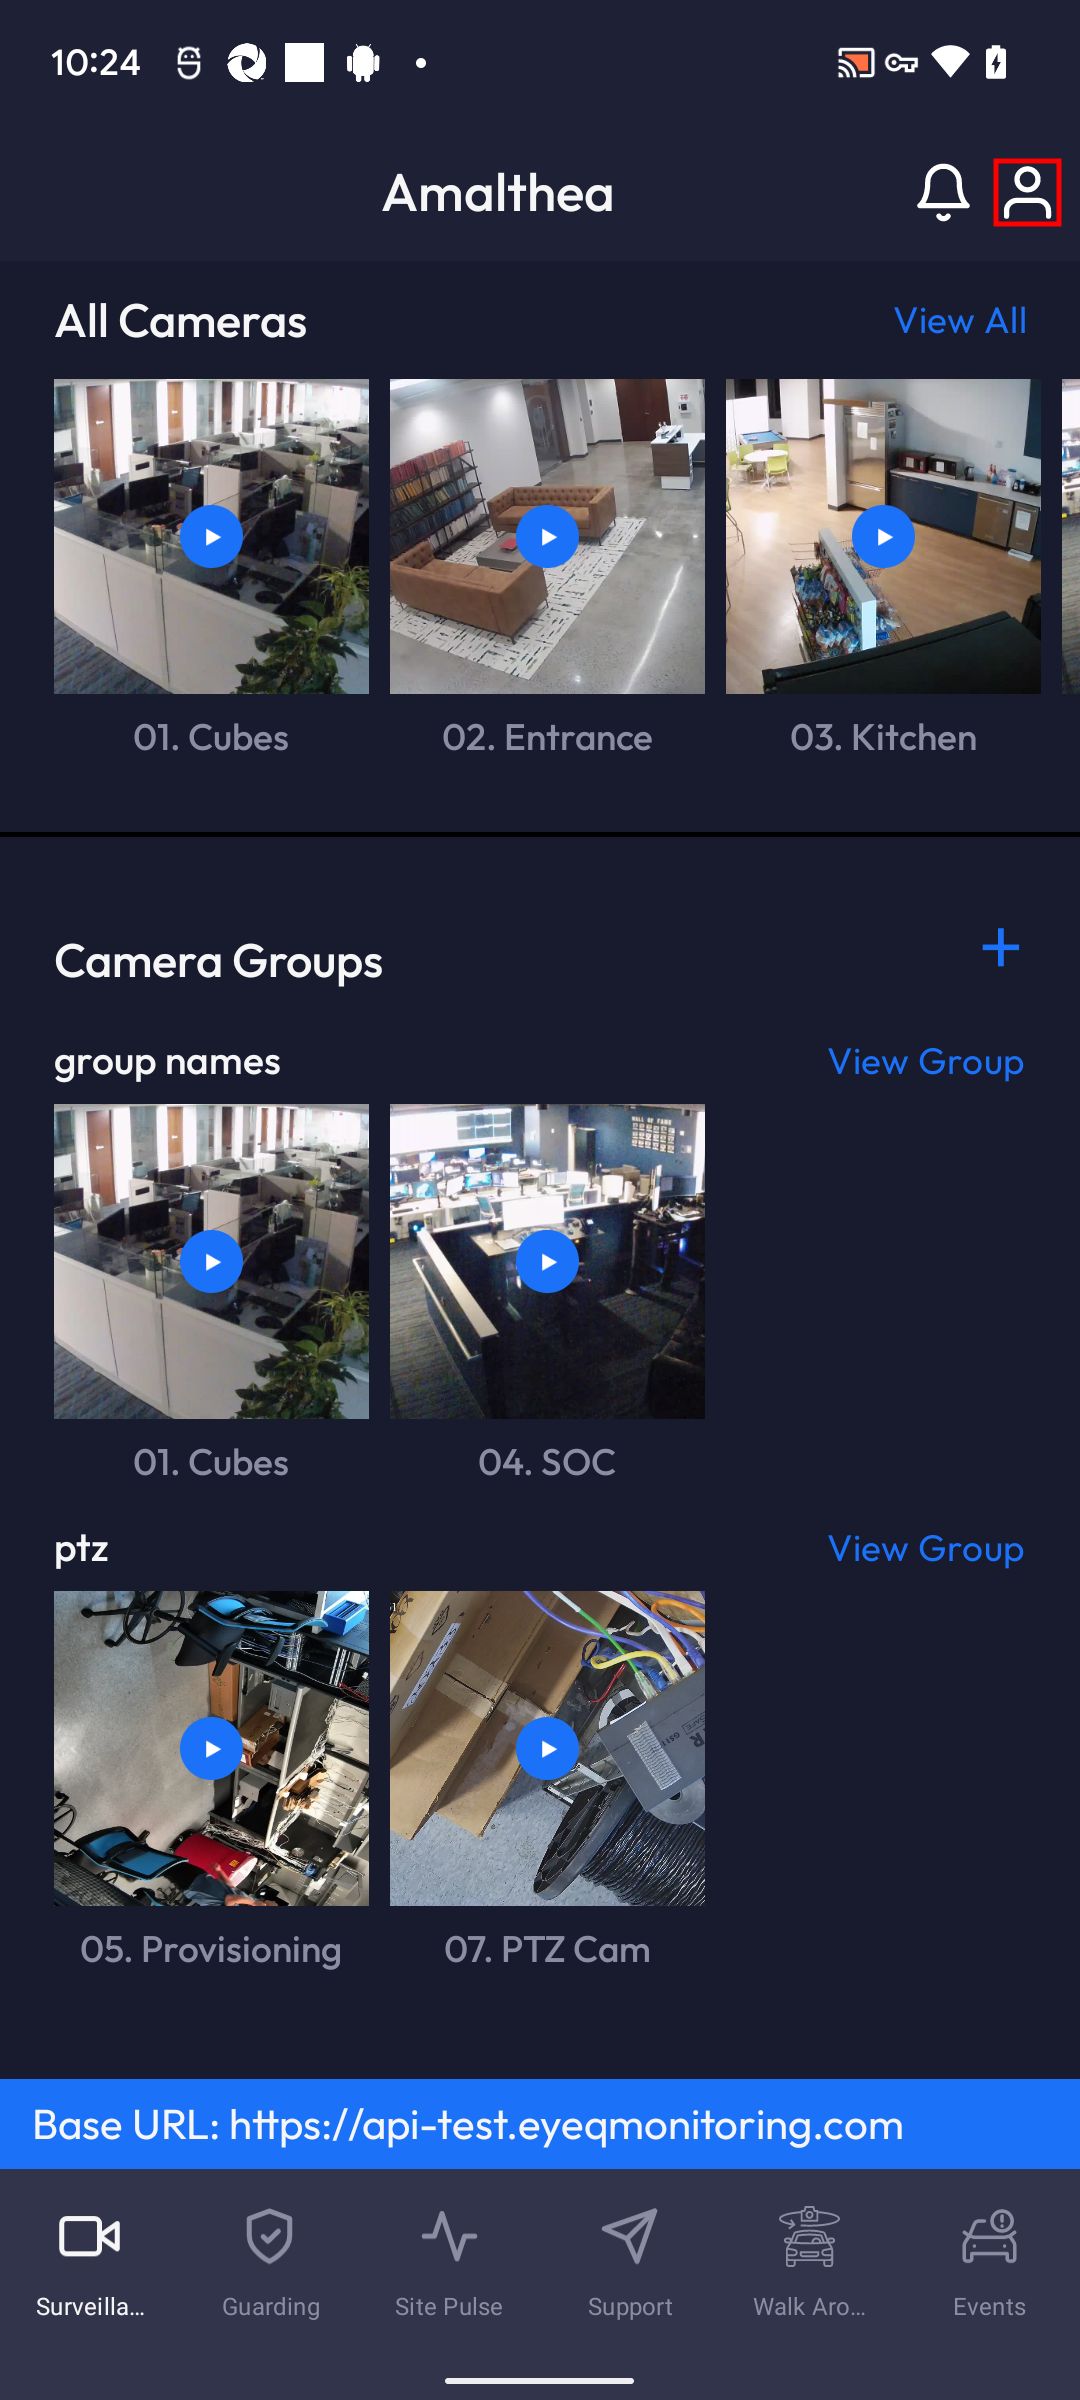 10:24
Amalthea
All Cameras
View All
01. Cubes
02. Entrance
03. Kitchen
Camera Groups
+
group names
View Group
01. Cubes
04. SOC
ptz
View Group
05. Provisioning
07. PTZ Cam
Base URL: https://api-test.eyeqmonitoring.com
Surveilla...
Guarding
Site Pulse
Support
Walk Aro...
Events